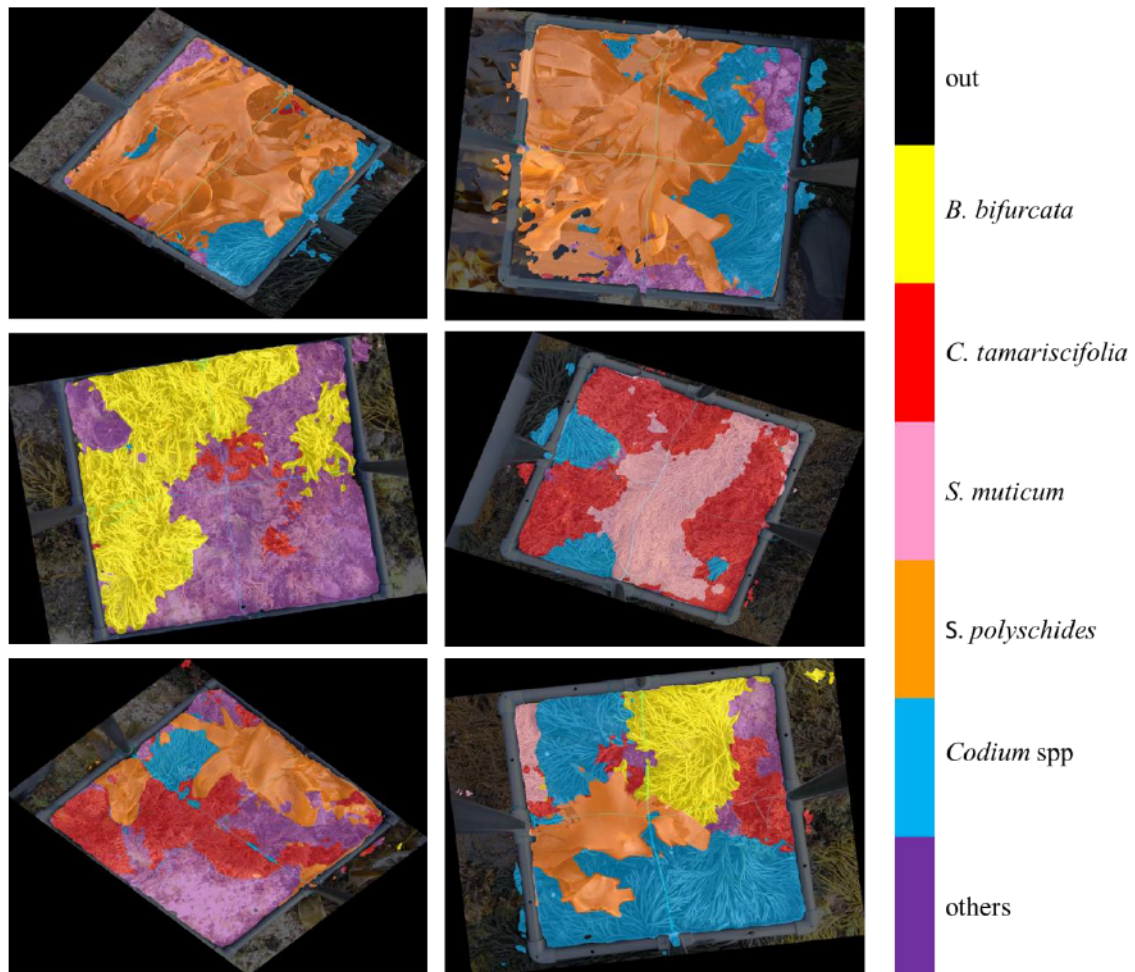 out
B. bifurcata
C. tamariscifolia
S. muticum
S. polyschides
Codium spp
others